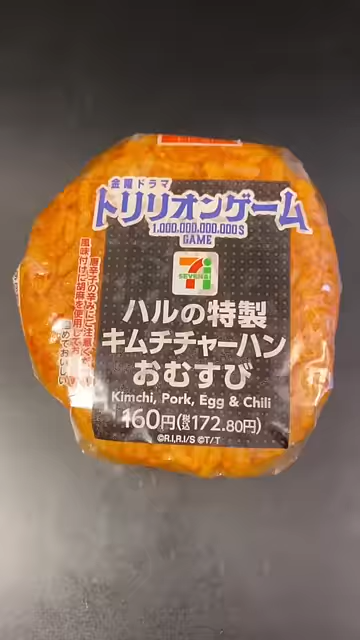 金曜ドラマ
トリリオンゲーム
1,000,000,000,000$
GAME
7i
SEVEN&i
ハルの特製
キムチチャーハン
おむすび
Kimchi, Pork, Egg & Chili
160円(税込172.80円)
©R.I,R.I/S ©T/T
唐辛子の辛みにご注意くださ
風味付けに胡麻を使用してお
温めておいしい